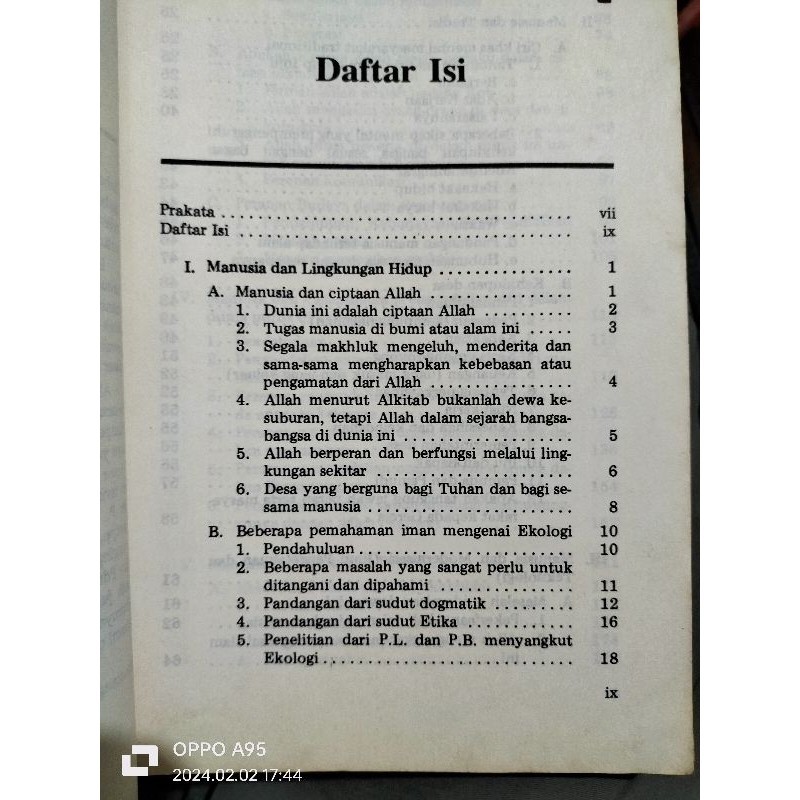 Daftar Isi
Prakata ..................................... vii
Daftar Isi ................................... ix
I. Manusia dan Lingkungan Hidup ............... 1
A. Manusia dan ciptaan Allah ................ 1
1. Dunia ini adalah ciptaan Allah .......... 2
2. Tugas manusia di bumi atau alam ini ..... 3
3. Segala makhluk mengeluh, menderita dan
sama-sama mengharapkan kebebasan atau
pengamatan dari Allah ................. 4
4. Allah menurut Alkitab bukanlah dewa ke-
suburan, tetapi Allah dalam sejarah bangsa-
bangsa di dunia ini .................... 5
5. Allah berperan dan berfungsi melalui ling-
kungan sekitar ....................... 6
6. Desa yang berguna bagi Tuhan dan bagi se-
sama manusia ........................ 8
B. Beberapa pemahaman iman mengenai Ekologi 10
1. Pendahuluan ......................... 10
2. Beberapa masalah yang sangat perlu untuk
ditangani dan dipahami ................ 11
3. Pandangan dari sudut dogmatik ......... 12
4. Pandangan dari sudut Etika ............. 16
5. Penelitian dari P.L. dan P.B. menyangkut
Ekologi ............................. 18
ix
OPPO A95
2024.02.02 17:44